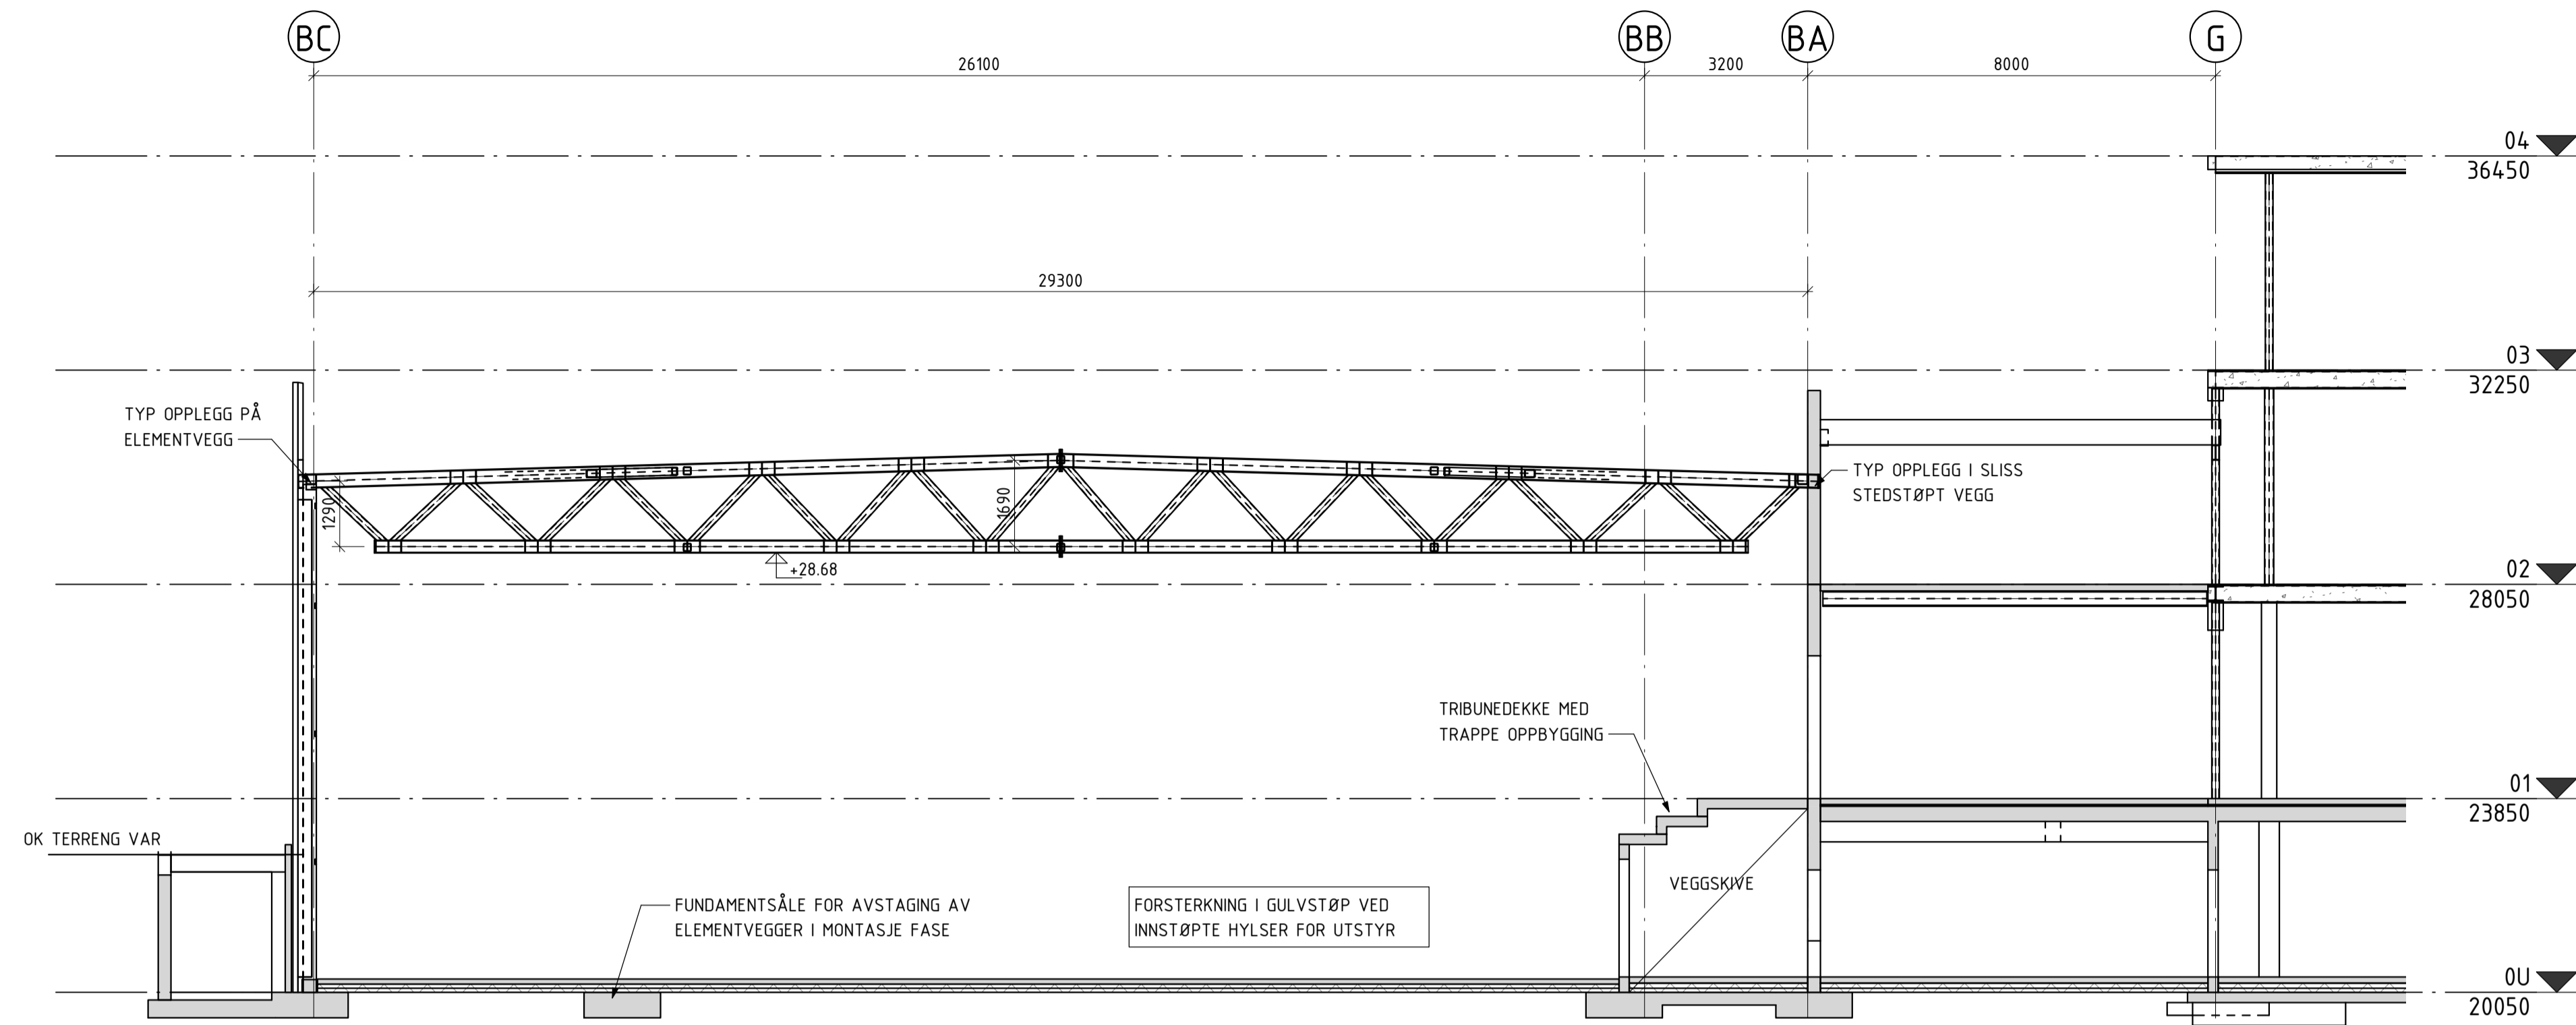 BC
BB
BA
G
26100
3200
8000
04
36450
29300
03
32250
TYP OPPLEGG PÅ
ELEMENTVEGG
TYP OPPLEGG I SLISS
STEDSTØPT VEGG
1290
1690
+28.68
02
28050
TRIBUNEDEKKE MED
TRAPPE OPPBYGGING
01
23850
OK TERRENG VAR
VEGGSKIVE
FUNDAMENTSÅLE FOR AVSTAGING AV
ELEMENTVEGGER I MONTASJE FASE
FORSTERKNING I GULVSTØP VED
INNSTØPTE HYLSER FOR UTSTYR
0U
20050